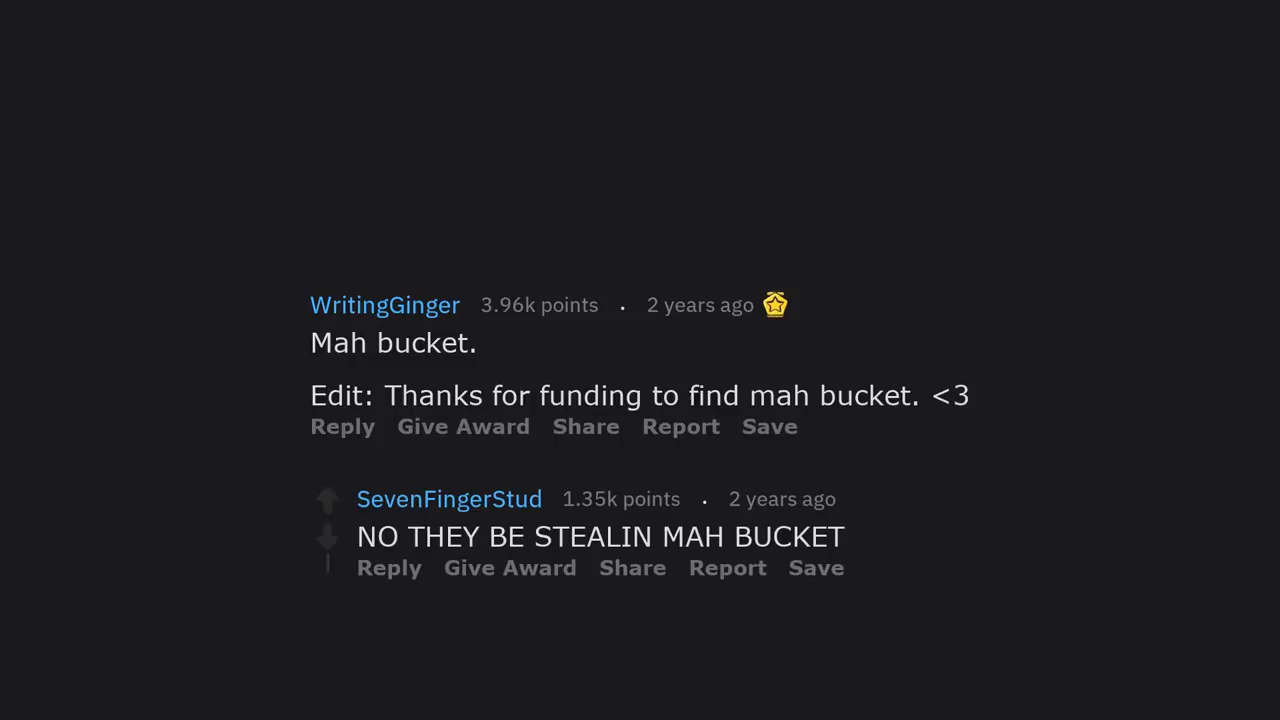 WritingGinger 3.96k points . 2 years ago
Mah bucket.
Edit: Thanks for funding to find mah bucket. <3
Reply Give Award Share Report Save
SevenFingerStud 1.35k points . 2 years ago
NO THEY BE STEALIN MAH BUCKET
Reply Give Award Share Report Save